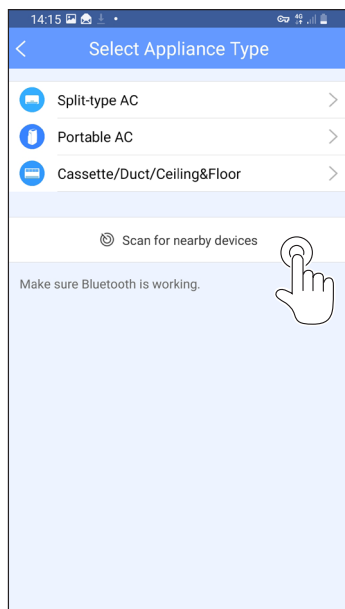 14:15
4G
Select Appliance Type
Split-type AC
Portable AC
Cassette/Duct/Ceiling&Floor
Scan for nearby devices
Make sure Bluetooth is working.